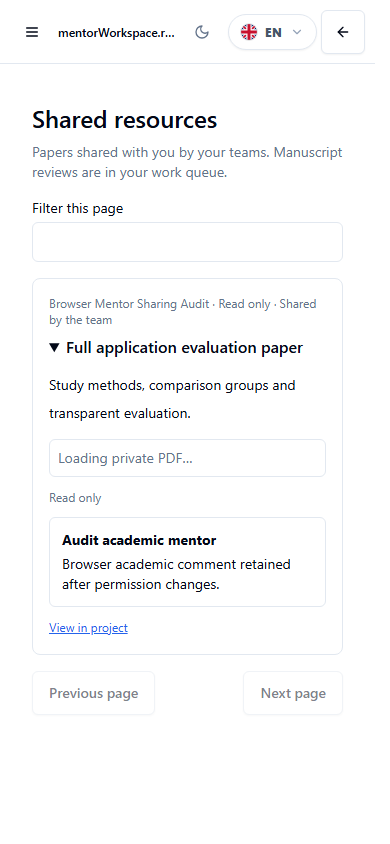 mentorWorkspace.r...
EN
Shared resources
Papers shared with you by your teams. Manuscript
reviews are in your work queue.
Filter this page
Browser Mentor Sharing Audit · Read only · Shared
by the team
▼ Full application evaluation paper
Study methods, comparison groups and
transparent evaluation.
Loading private PDF...
Read only
Audit academic mentor
Browser academic comment retained
after permission changes.
View in project
Previous page
Next page